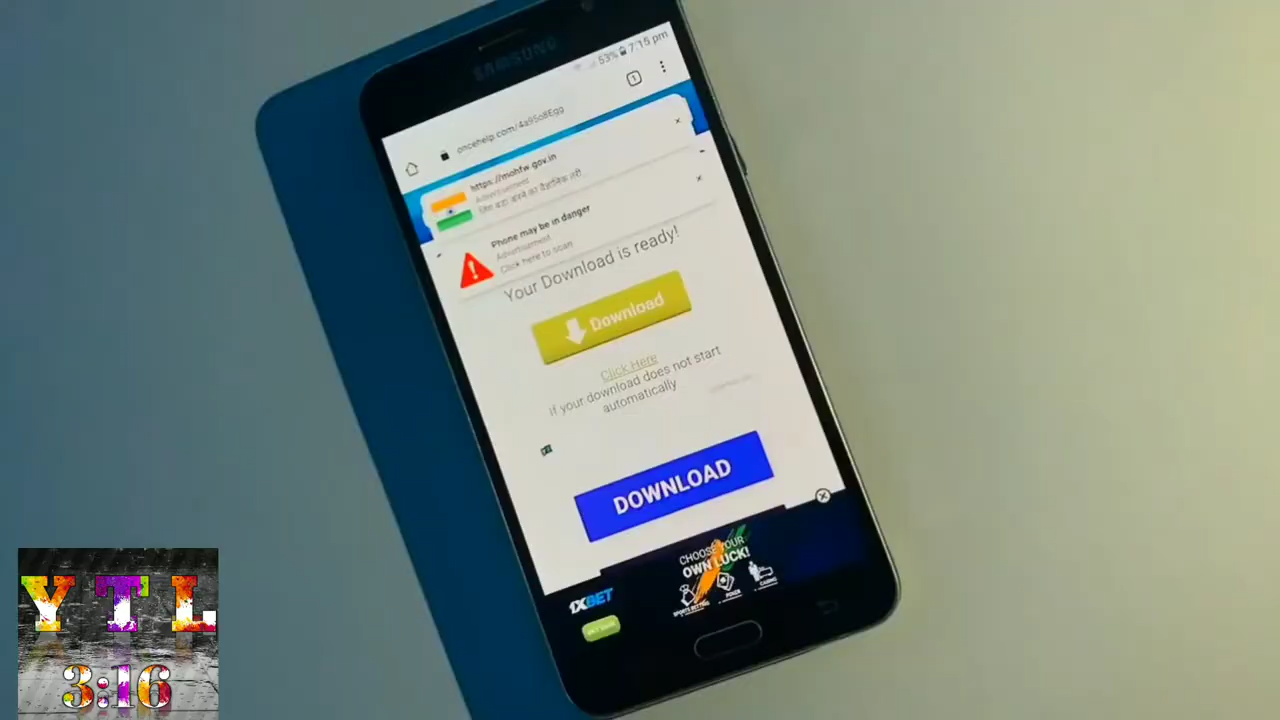 SAMSUNG
53% 7:15 pm
1
oncehelp.com/4a95o8Egg
https://mohfw.gov.in
Advertisement
Phone may be in danger
Advertisement
Click here to scan
Your Download is ready!
Download
Click Here
If your download does not start
automatically
DOWNLOAD
CHOOSE YOUR
OWN LUCK!
1XBET
SPORTS BETTING
POKER
CASINO
YTL
3:16